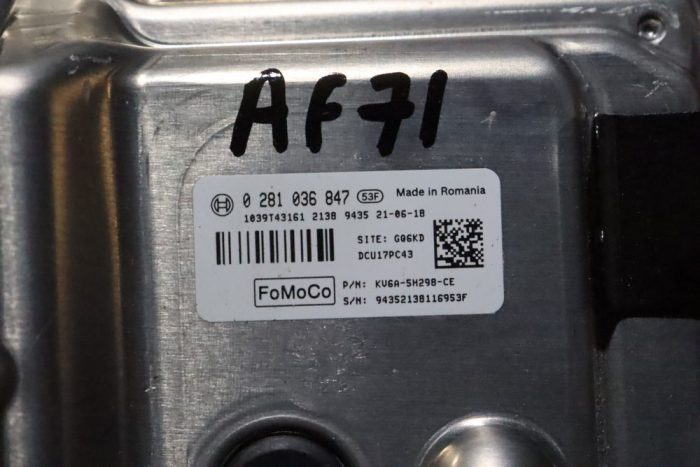 AF71
0 281 036 847 53F Made in Romania
1039T43161 2138 9435 21-06-18
SITE: GQ6KD
DCU17PC43
FoMoCo
P/N: KV6A-5H298-CE
S/N: 94352138116953F